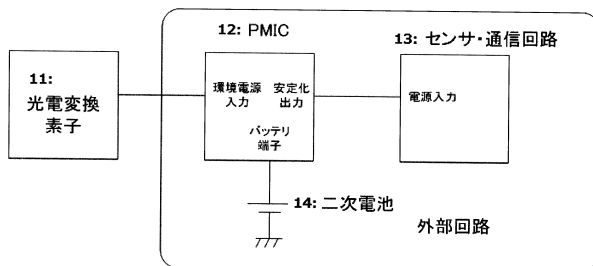 12: PMIC
13: センサ・通信回路
11:
光電変換
素子
環境電源
入力
安定化
出力
バッテリ
端子
電源入力
14: 二次電池
外部回路